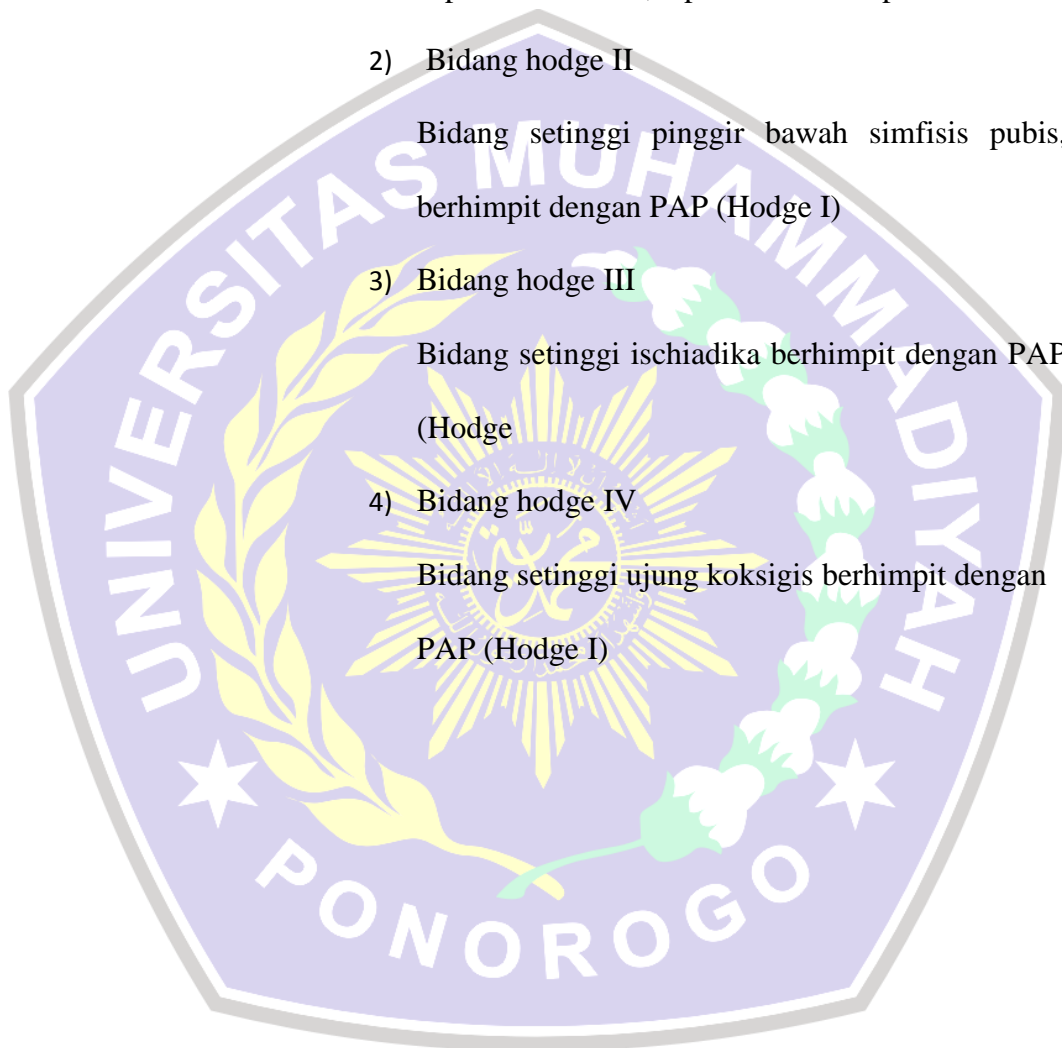 2) Bidang hodge II
Bidang setinggi pinggir bawah simfisis pubis,
berhimpit dengan PAP (Hodge I)
3) Bidang hodge III
Bidang setinggi ischiadika berhimpit dengan PAP
(Hodge
4) Bidang hodge IV
Bidang setinggi ujung koksigis berhimpit dengan
PAP (Hodge I)
UNIVERSITAS MUHAMMADIYAH
PONOROGO